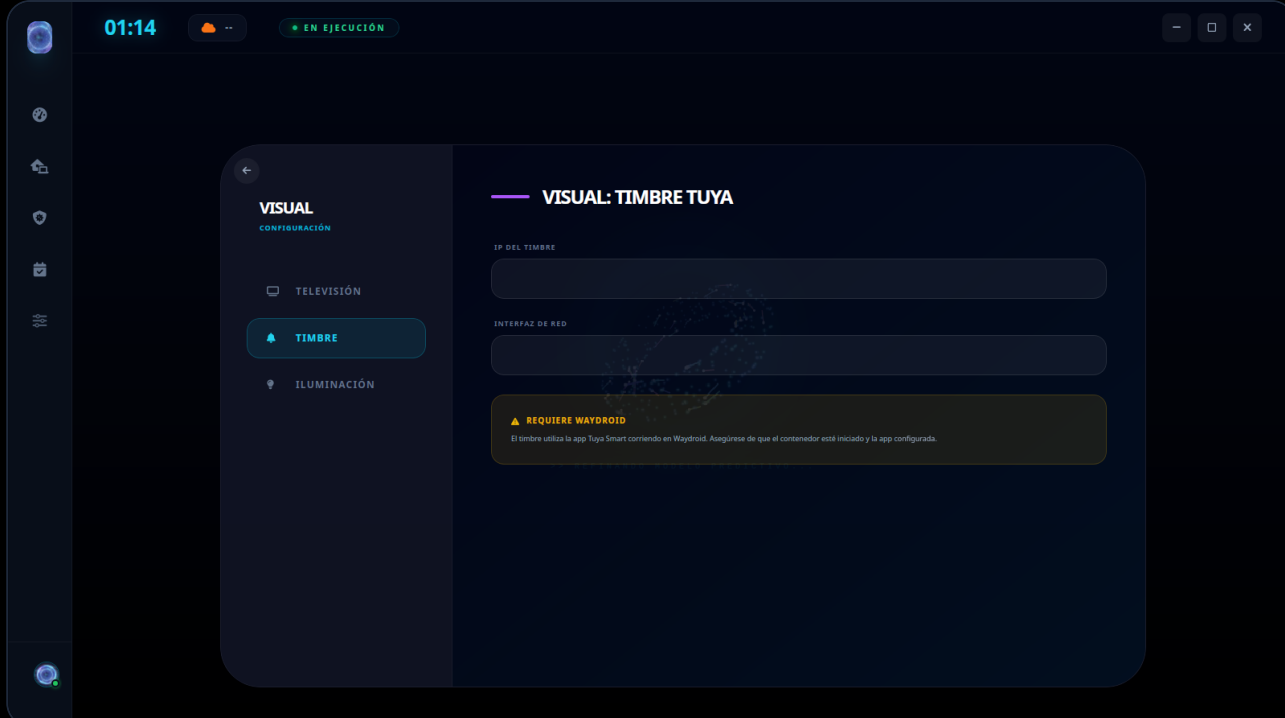 01:14
--
EN EJECUCIÓN
VISUAL
CONFIGURACIÓN
TELEVISIÓN
TIMBRE
ILUMINACIÓN
VISUAL: TIMBRE TUYA
IP DEL TIMBRE
INTERFAZ DE RED
REQUIERE WAYDROID
El timbre utiliza la app Tuya Smart corriendo en Waydroid. Asegúrese de que el contenedor esté iniciado y la app configurada.